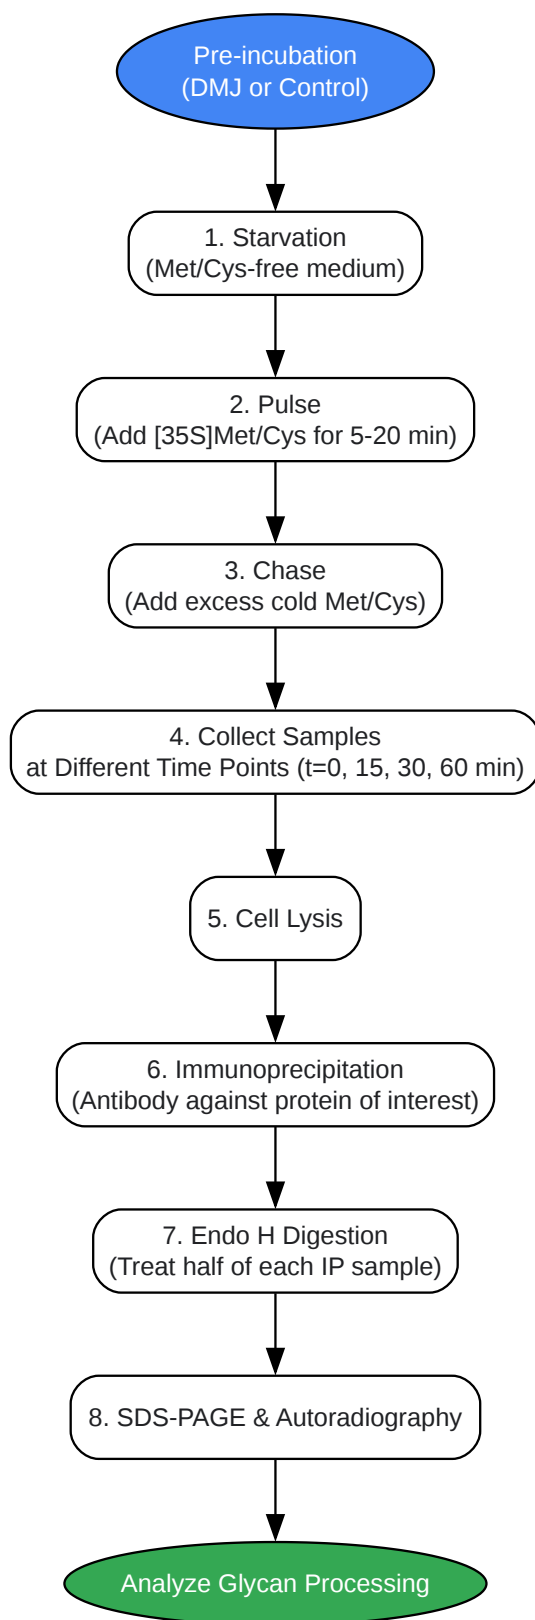 Pre-incubation
(DMJ or Control)
1. Starvation
(Met/Cys-free medium)
2. Pulse
(Add [35S]Met/Cys for 5-20 min)
3. Chase
(Add excess cold Met/Cys)
4. Collect Samples
at Different Time Points (t=0, 15, 30, 60 min)
5. Cell Lysis
6. Immunoprecipitation
(Antibody against protein of interest)
7. Endo H Digestion
(Treat half of each IP sample)
8. SDS-PAGE & Autoradiography
Analyze Glycan Processing